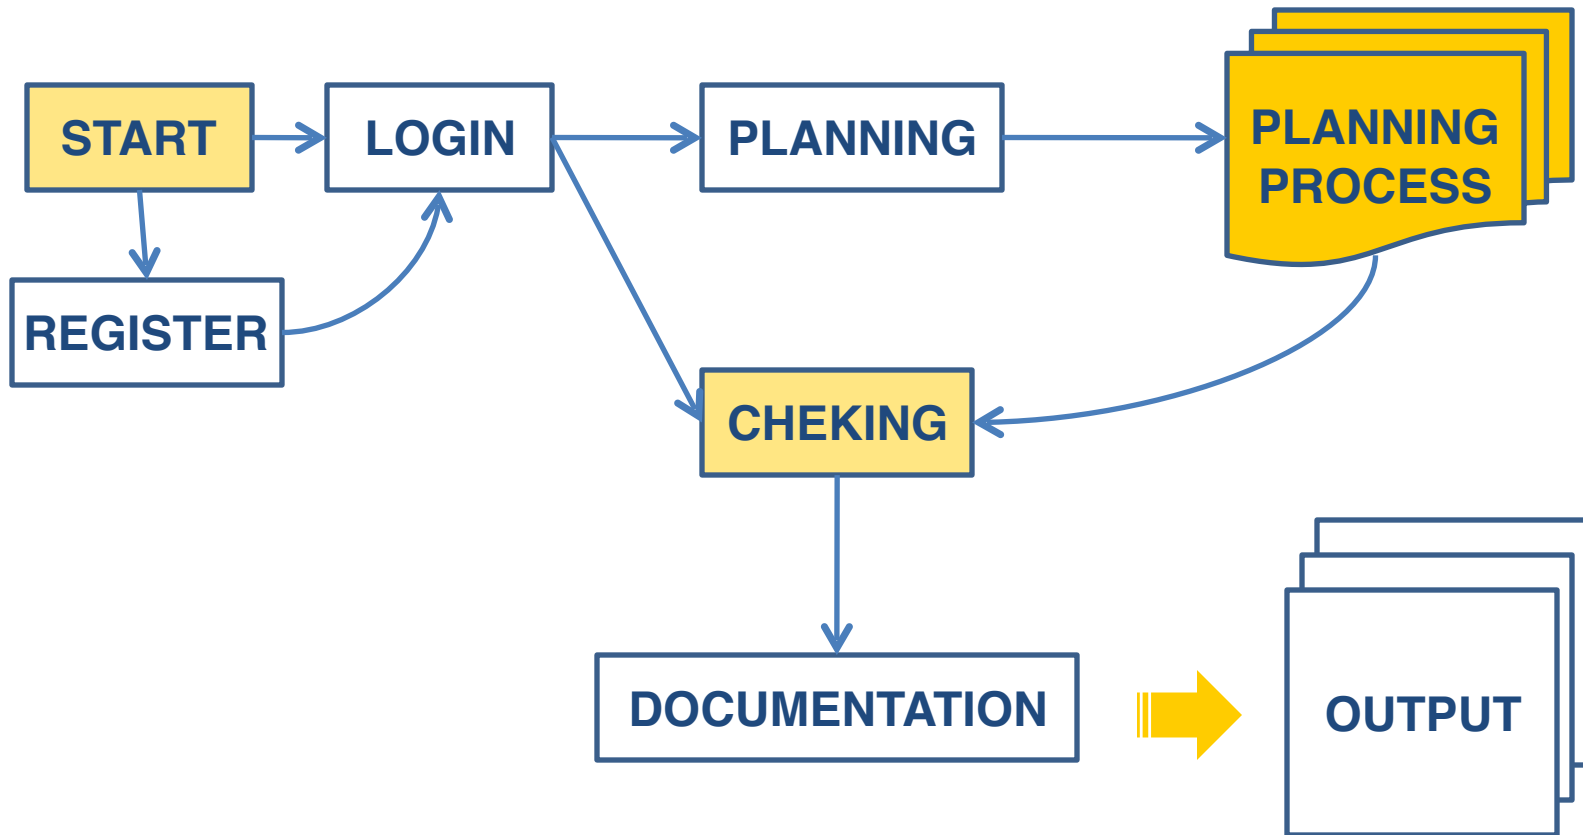 START
LOGIN
PLANNING
PLANNING
PROCESS
REGISTER
CHEKING
DOCUMENTATION
OUTPUT